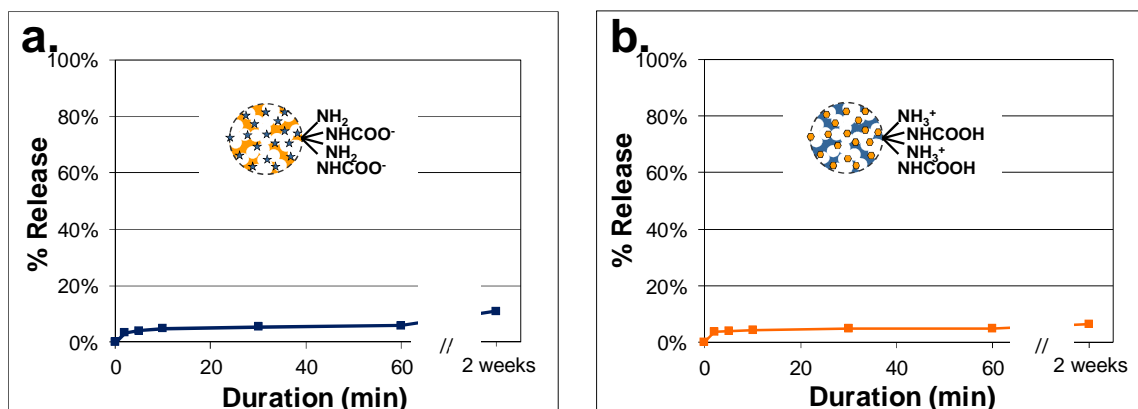 a.
100%
80%
60%
40%
20%
0%
% Release
NH2
NHCOO-
NH2
NHCOO-
0
20
40
60
//
2 weeks
Duration (min)
b.
100%
80%
60%
40%
20%
0%
% Release
NH3+
NHCOOH
NH3+
NHCOOH
0
20
40
60
//
2 weeks
Duration (min)